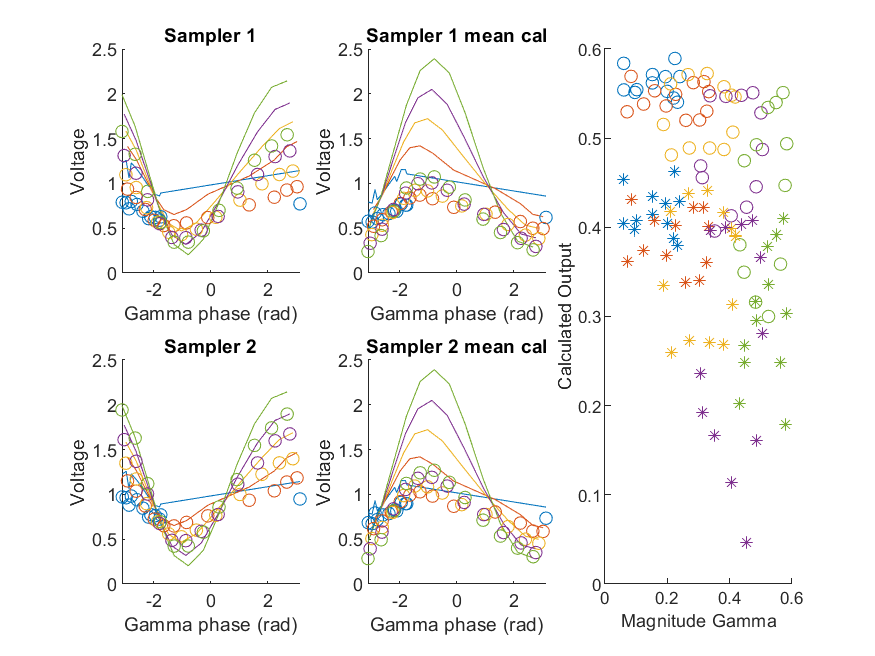 Sampler 1
2.5
2
1.5
1
0.5
0
Voltage
-2 0 2
Gamma phase (rad)
Sampler 1 mean cal
2.5
2
1.5
1
0.5
0
Voltage
-2 0 2
Gamma phase (rad)
Sampler 2
2.5
2
1.5
1
0.5
0
Voltage
-2 0 2
Gamma phase (rad)
Sampler 2 mean cal
2.5
2
1.5
1
0.5
0
Voltage
-2 0 2
Gamma phase (rad)
0.6
0.5
0.4
0.3
0.2
0.1
0
Calculated Output
0 0.2 0.4 0.6
Magnitude Gamma